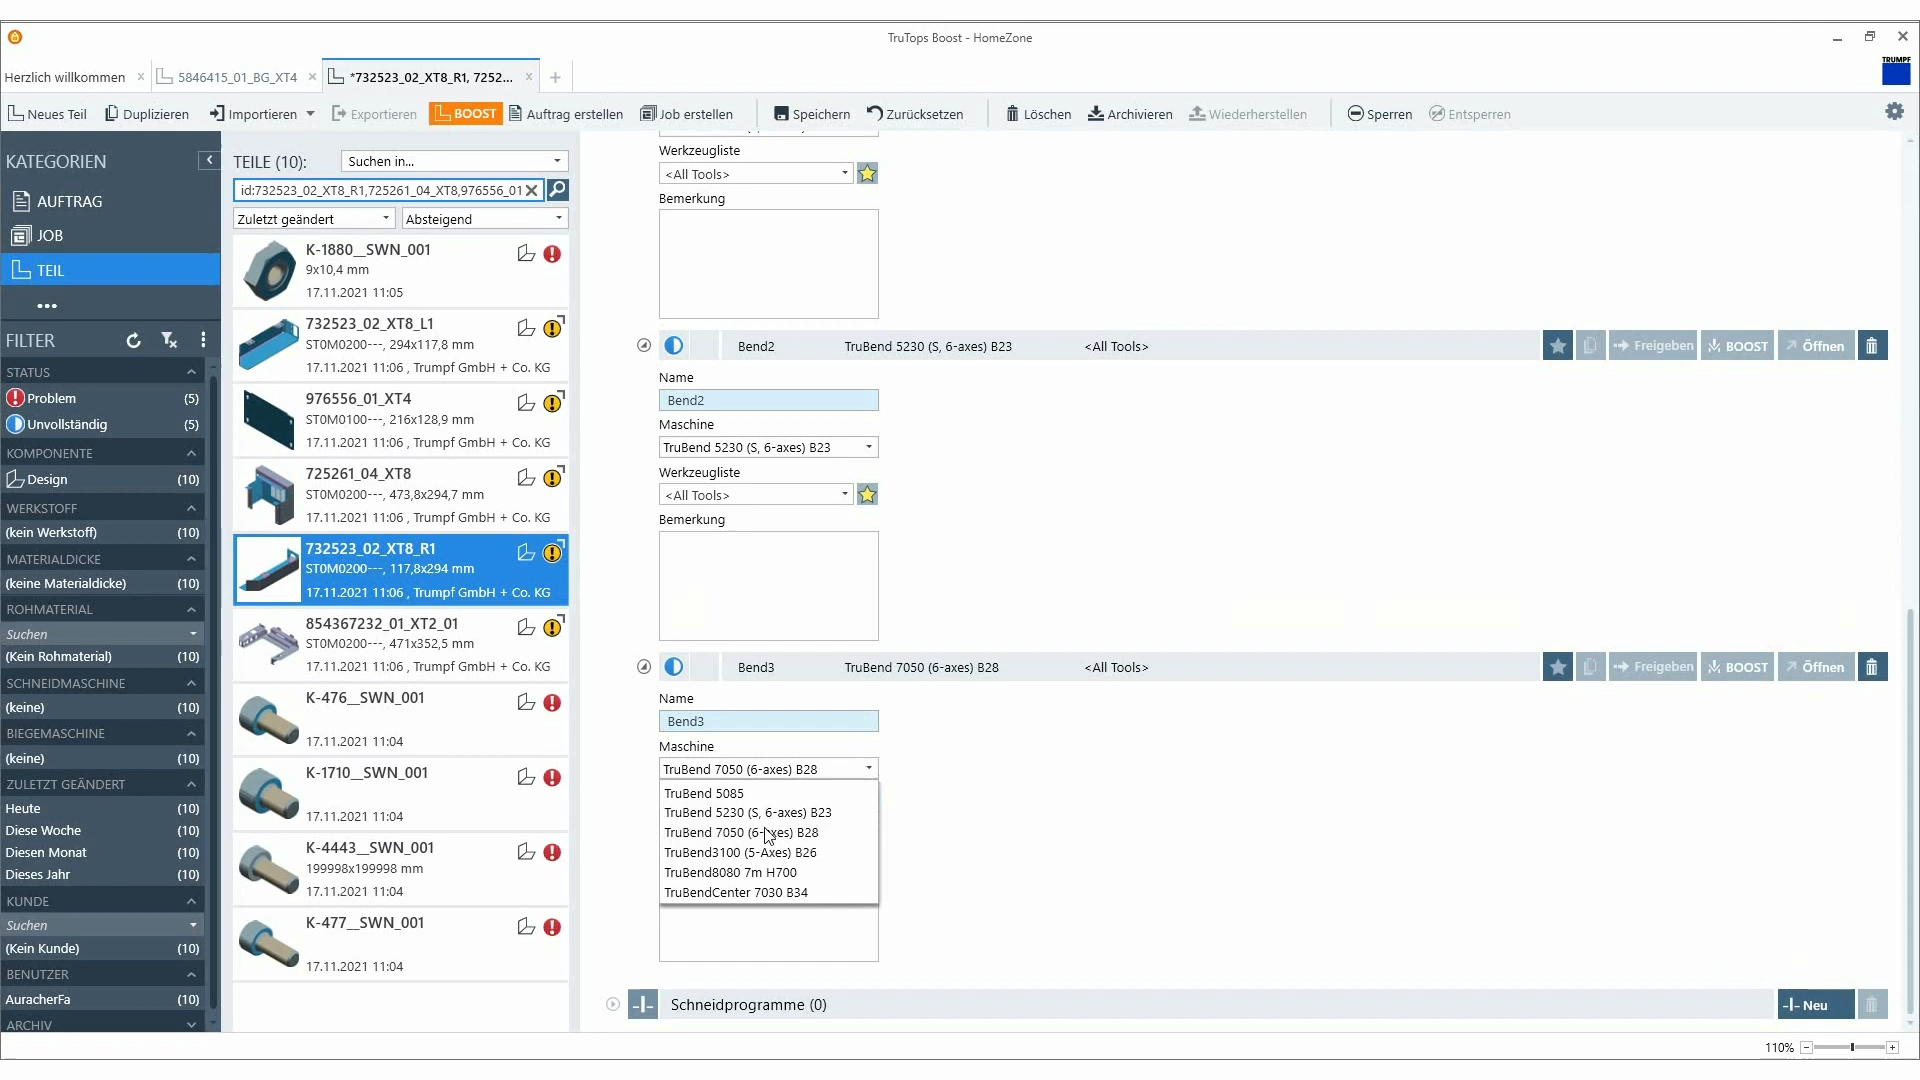 TruTops Boost - HomeZone
Herzlich willkommen
5846415_01_BG_XT4
*732523_02_XT8_R1, 7252...
TRUMPF
Neues Teil
Duplizieren
Importieren
Exportieren
BOOST
Auftrag erstellen
Job erstellen
Speichern
Zurücksetzen
Löschen
Archivieren
Wiederherstellen
Sperren
Entsperren
KATEGORIEN
AUFTRAG
JOB
TEIL
FILTER
STATUS
Problem (5)
Unvollständig (5)
KOMPONENTE
Design (10)
WERKSTOFF
(kein Werkstoff) (10)
MATERIALDICKE
(keine Materialdicke) (10)
ROHMATERIAL
Suchen
(Kein Rohmaterial) (10)
SCHNEIDMASCHINE
(keine) (10)
BIEGEMASCHINE
(keine) (10)
ZULETZT GEÄNDERT
Heute (10)
Diese Woche (10)
Diesen Monat (10)
Dieses Jahr (10)
KUNDE
Suchen
(Kein Kunde) (10)
BENUTZER
AuracherFa (10)
ARCHIV
TEILE (10):
Suchen in...
id:732523_02_XT8_R1,725261_04_XT8,976556_01
Zuletzt geändert
Absteigend
K-1880__SWN_001
9x10,4 mm
17.11.2021 11:05
732523_02_XT8_L1
ST0M0200---, 294x117,8 mm
17.11.2021 11:06 , Trumpf GmbH + Co. KG
976556_01_XT4
ST0M0100---, 216x128,9 mm
17.11.2021 11:06 , Trumpf GmbH + Co. KG
725261_04_XT8
ST0M0200---, 473,8x294,7 mm
17.11.2021 11:06 , Trumpf GmbH + Co. KG
732523_02_XT8_R1
ST0M0200---, 117,8x294 mm
17.11.2021 11:06 , Trumpf GmbH + Co. KG
854367232_01_XT2_01
ST0M0200---, 471x352,5 mm
17.11.2021 11:06 , Trumpf GmbH + Co. KG
K-476__SWN_001
17.11.2021 11:04
K-1710__SWN_001
17.11.2021 11:04
K-4443__SWN_001
199998x199998 mm
17.11.2021 11:04
K-477__SWN_001
17.11.2021 11:04
Werkzeugliste
<All Tools>
Bemerkung
Bend2 TruBend 5230 (S, 6-axes) B23 <All Tools> Freigeben BOOST Öffnen
Name
Bend2
Maschine
TruBend 5230 (S, 6-axes) B23
Werkzeugliste
<All Tools>
Bemerkung
Bend3 TruBend 7050 (6-axes) B28 <All Tools> Freigeben BOOST Öffnen
Name
Bend3
Maschine
TruBend 7050 (6-axes) B28
TruBend 5085
TruBend 5230 (S, 6-axes) B23
TruBend 7050 (6-axes) B28
TruBend3100 (5-Axes) B26
TruBend8080 7m H700
TruBendCenter 7030 B34
Schneidprogramme (0)
Neu
110%